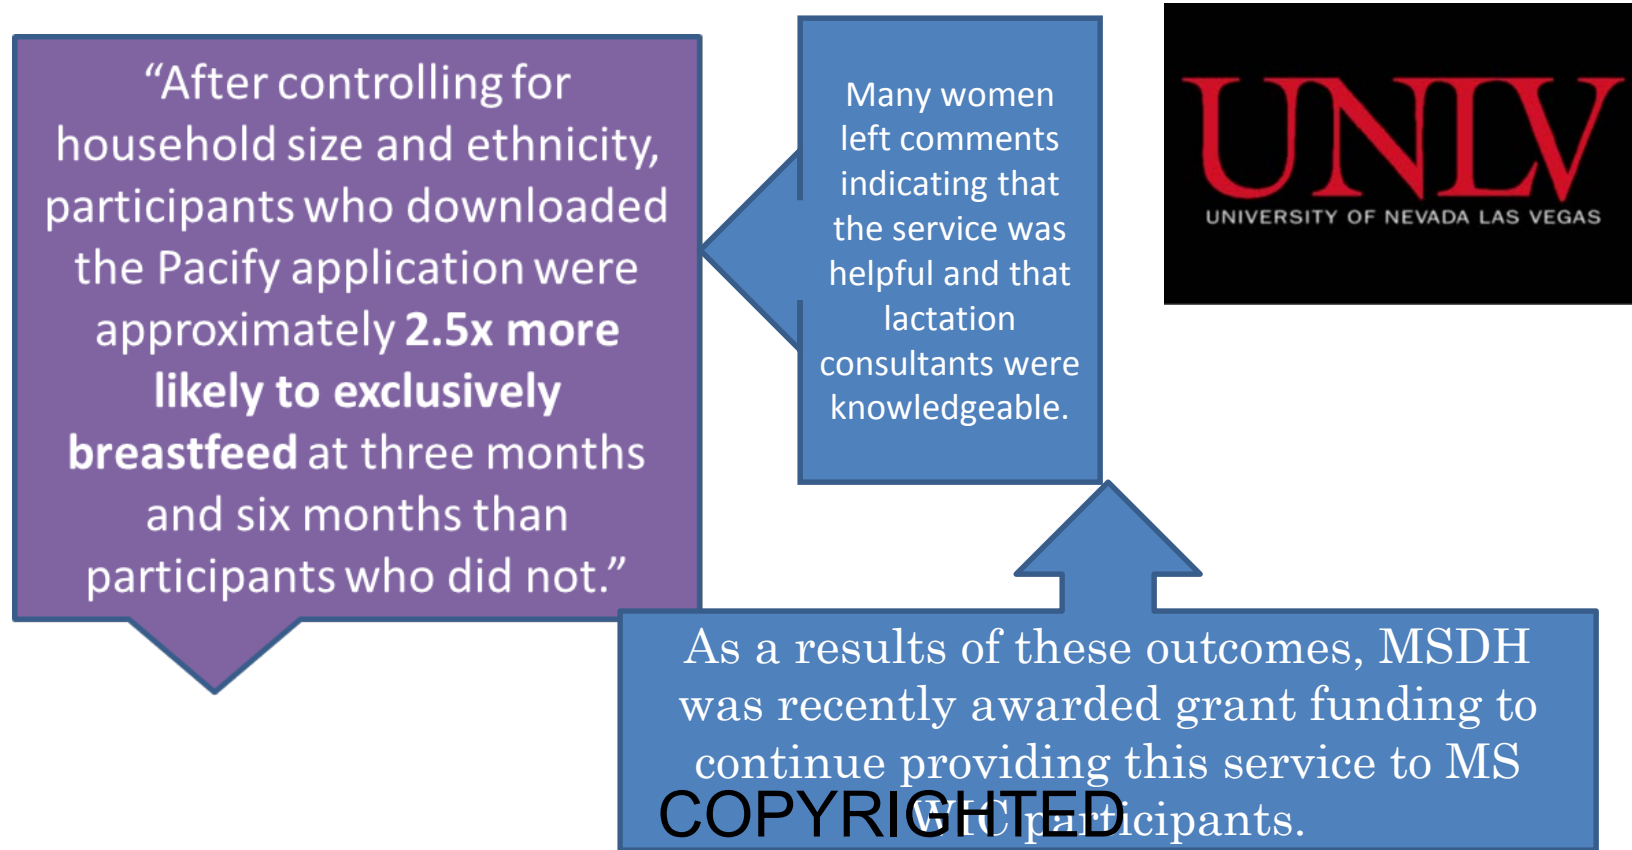 “After controlling for
household size and ethnicity,
participants who downloaded
the Pacify application were
approximately 2.5x more
likely to exclusively
breastfeed at three months
and six months than
participants who did not.”
Many women
left comments
indicating that
the service was
helpful and that
lactation
consultants were
knowledgeable.
UNLV
UNIVERSITY OF NEVADA LAS VEGAS
As a results of these outcomes, MSDH
was recently awarded grant funding to
continue providing this service to MS
WIC participants.
COPYRIGHTED